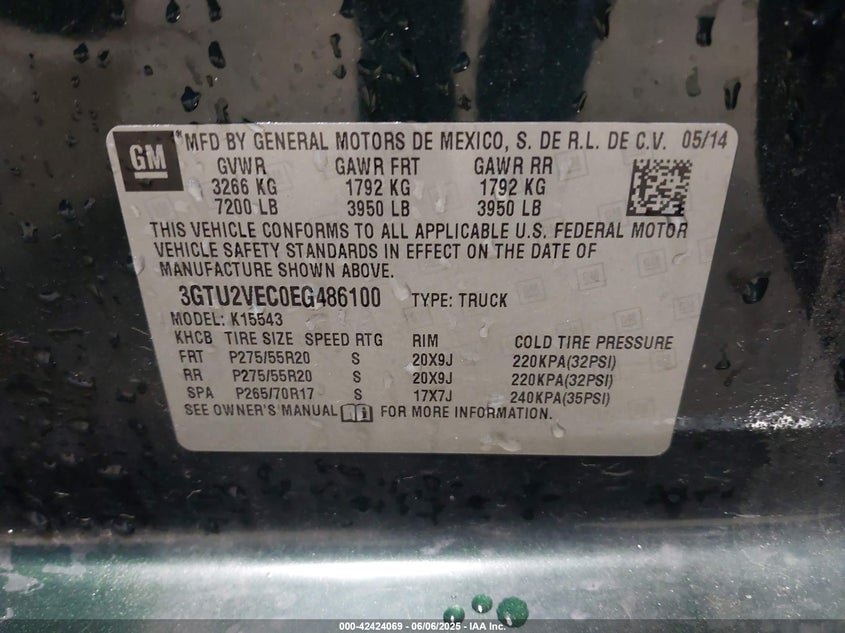 GM *MFD BY GENERAL MOTORS DE MEXICO, S. DE R.L. DE C.V. 05/14
GVWR GAWR FRT GAWR RR
3266 KG 1792 KG 1792 KG
7200 LB 3950 LB 3950 LB
THIS VEHICLE CONFORMS TO ALL APPLICABLE U.S. FEDERAL MOTOR
VEHICLE SAFETY STANDARDS IN EFFECT ON THE DATE OF
MANUFACTURE SHOWN ABOVE.
3GTU2VEC0EG486100 TYPE: TRUCK
MODEL: K15543
KHCB TIRE SIZE SPEED RTG RIM COLD TIRE PRESSURE
FRT P275/55R20 S 20X9J 220KPA(32PSI)
RR P275/55R20 S 20X9J 220KPA(32PSI)
SPA P265/70R17 S 17X7J 240KPA(35PSI)
SEE OWNER'S MANUAL FOR MORE INFORMATION.
000-42424069 - 06/06/2025 - IAA Inc.